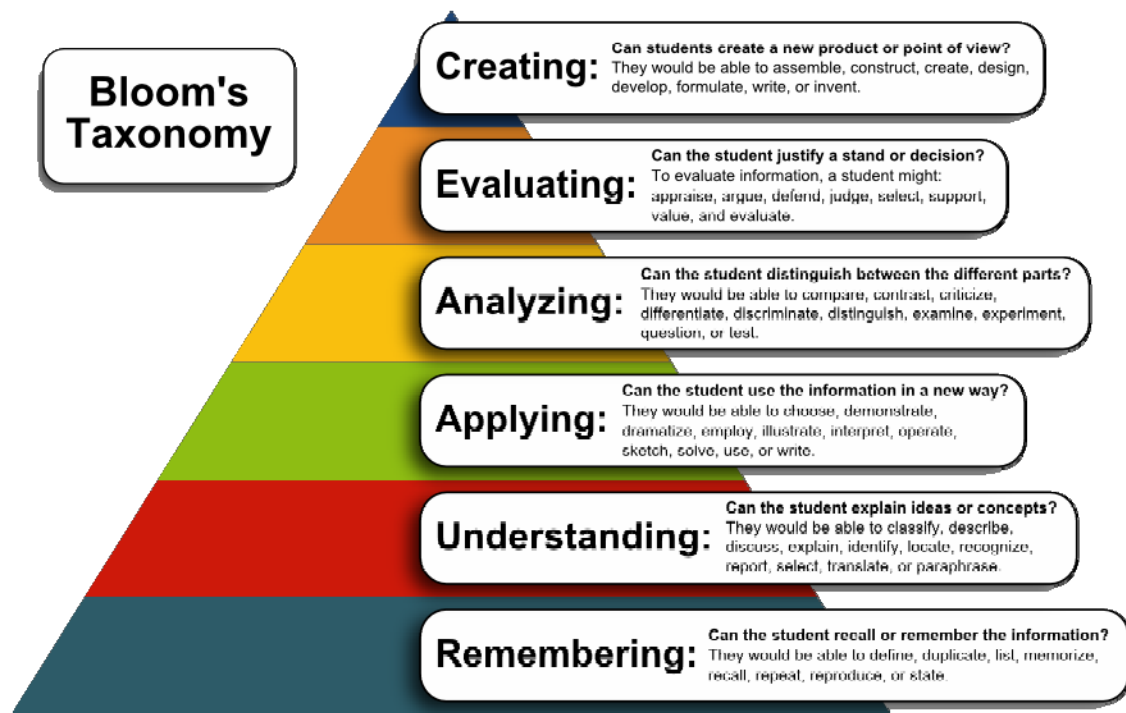 Bloom's
Taxonomy
Creating:
Can students create a new product or point of view?
They would be able to assemble, construct, create, design,
develop, formulate, write, or invent.
Evaluating:
Can the student justify a stand or decision?
To evaluate information, a student might:
appraise, argue, defend, judge, select, support,
value, and evaluate.
Analyzing:
Can the student distinguish between the different parts?
They would be able to compare, contrast, criticize,
differentiate, discriminate, distinguish, examine, experiment,
question, or test.
Applying:
Can the student use the information in a new way?
They would be able to choose, demonstrate,
dramatize, employ, illustrate, interpret, operate,
sketch, solve, use, or write.
Understanding:
Can the student explain ideas or concepts?
They would be able to classify, describe,
discuss, explain, identify, locate, recognize,
report, select, translate, or paraphrase.
Remembering:
Can the student recall or remember the information?
They would be able to define, duplicate, list, memorize,
recall, repeat, reproduce, or state.